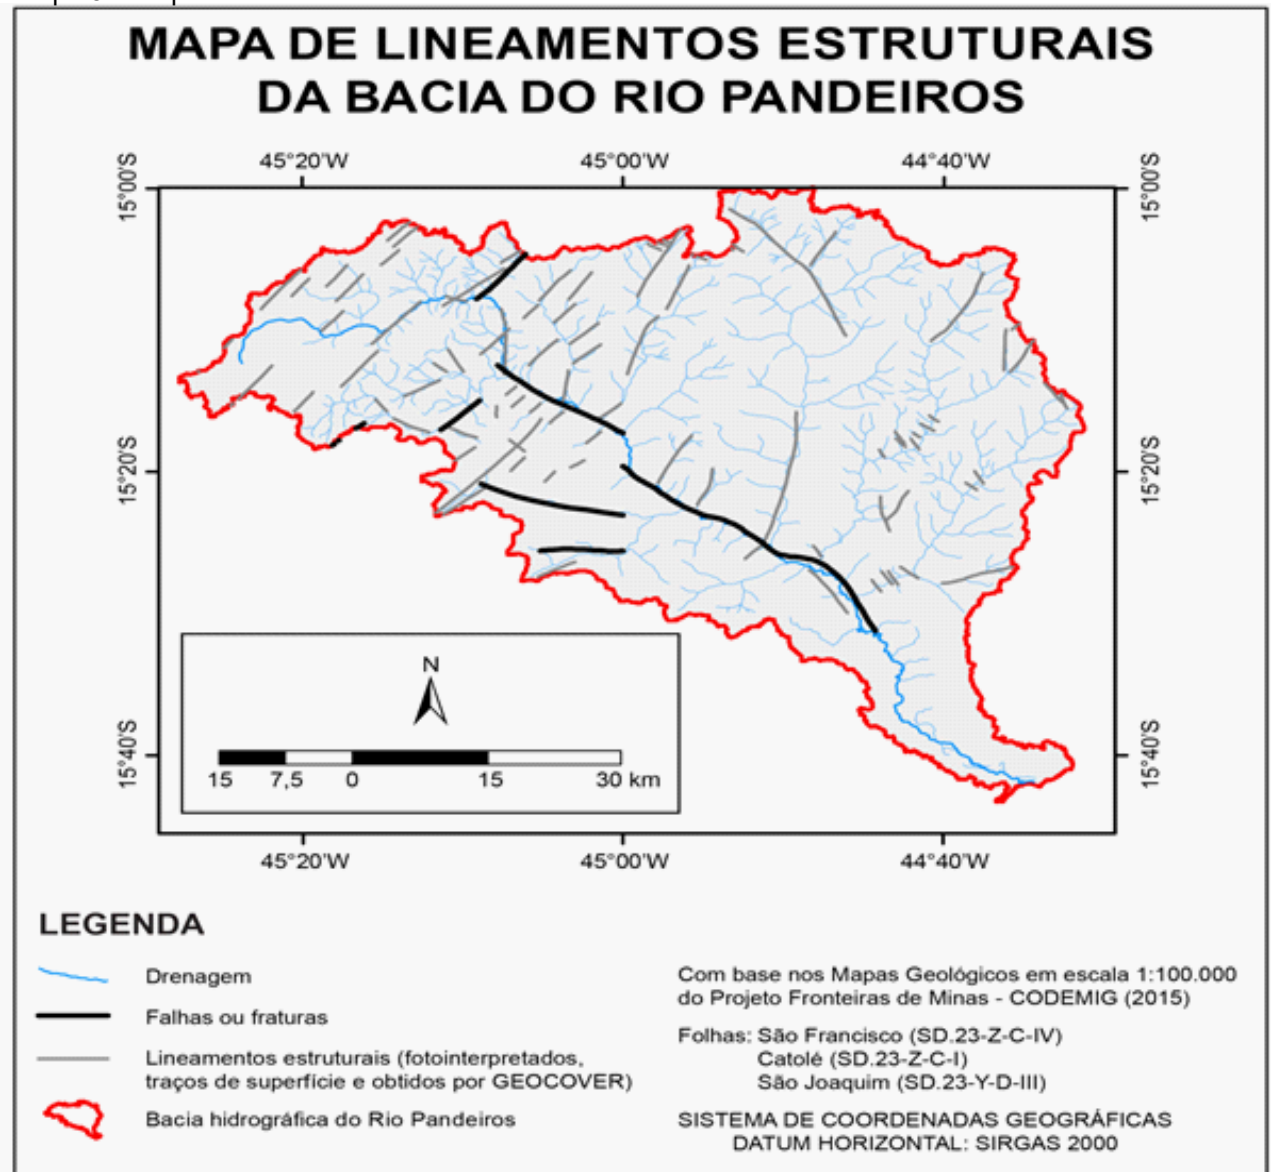 MAPA DE LINEAMENTOS ESTRUTURAIS
DA BACIA DO RIO PANDEIROS
45°20'W
45°00'W
44°40'W
15°00'S
15°00'S
15°20'S
15°20'S
15°40'S
15°40'S
N
15
7,5
0
15
30 km
45°20'W
45°00'W
44°40'W
LEGENDA
Drenagem
Falhas ou fraturas
Lineamentos estruturais (fotointerpretados,
traços de superfície e obtidos por GEOCOVER)
Bacia hidrográfica do Rio Pandeiros
Com base nos Mapas Geológicos em escala 1:100.000
do Projeto Fronteiras de Minas - CODEMIG (2015)
Folhas: São Francisco (SD.23-Z-C-IV)
Catolé (SD.23-Z-C-I)
São Joaquim (SD.23-Y-D-III)
SISTEMA DE COORDENADAS GEOGRÁFICAS
DATUM HORIZONTAL: SIRGAS 2000